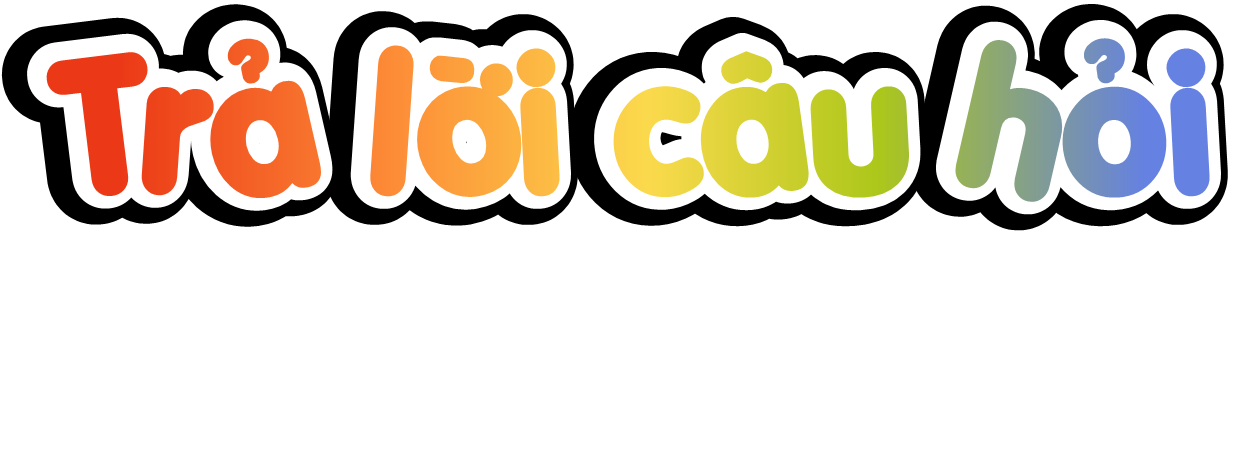 Trả lời câu hỏi